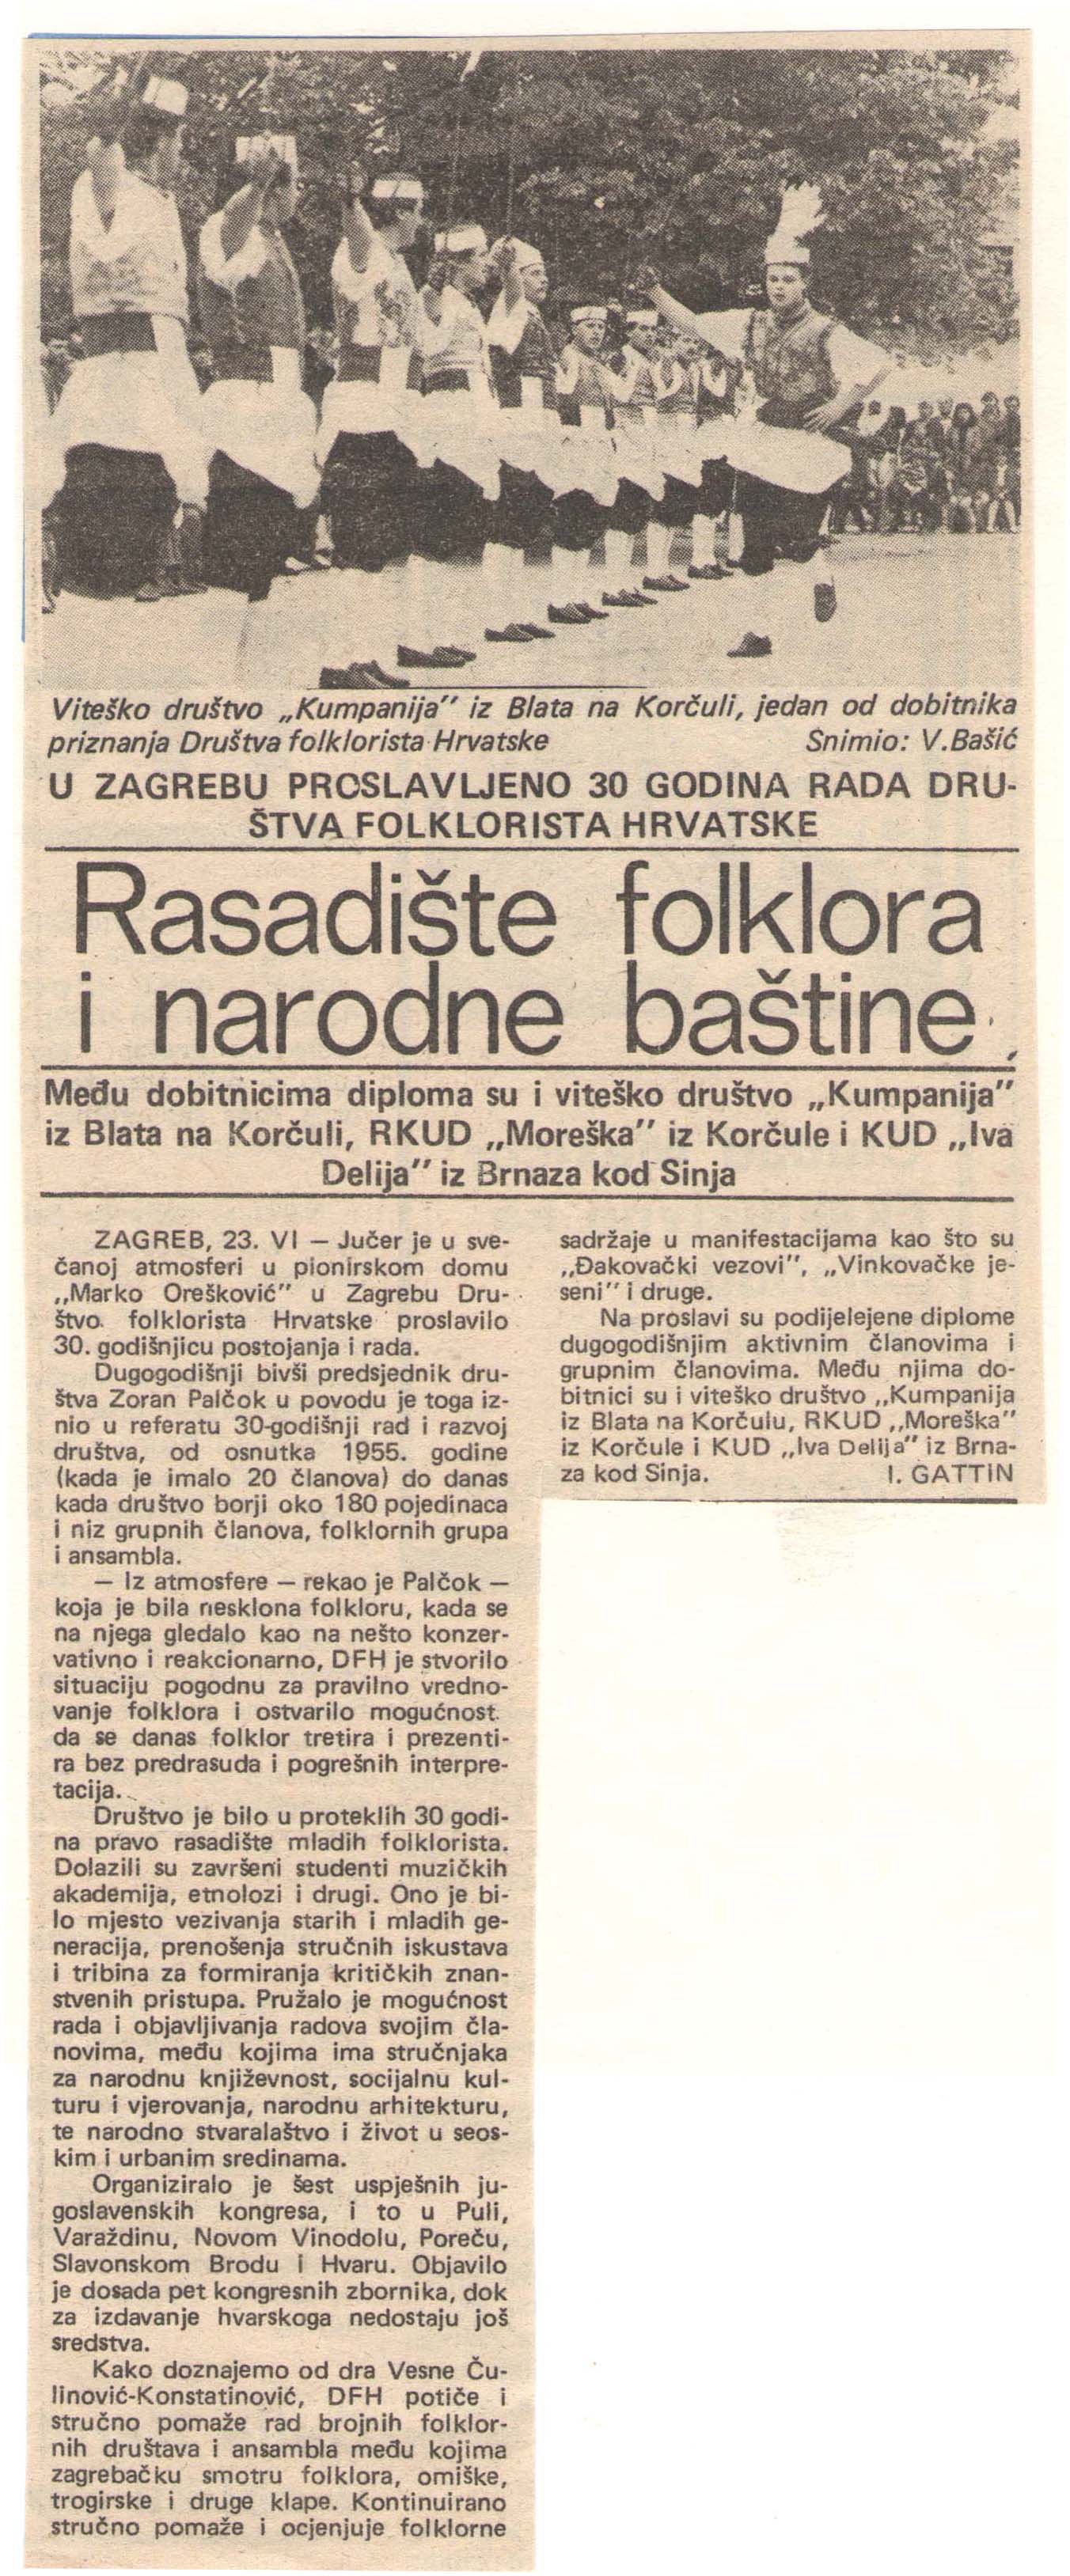 Viteško društvo „Kumpanija” iz Blata na Korčuli, jedan od dobitnika
priznanja Društva folklorista Hrvatske Snimio: V.Bašić
U ZAGREBU PROSLAVLJENO 30 GODINA RADA DRU-
ŠTVA FOLKLORISTA HRVATSKE
Rasadište folklora
i narodne baštine
Među dobitnicima diploma su i viteško društvo „Kumpanija”
iz Blata na Korčuli, RKUD „Moreška” iz Korčule i KUD „Iva
Delija” iz Brnaza kod Sinja
ZAGREB, 23. VI — Jučer je u sve-
čanoj atmosferi u pionirskom domu
„Marko Orešković” u Zagrebu Dru-
štvo folklorista Hrvatske proslavilo
30. godišnjicu postojanja i rada.
Dugogodišnji bivši predsjednik dru-
štva Zoran Palčok u povodu je toga iz-
nio u referatu 30-godišnji rad i razvoj
društva, od osnutka 1955. godine
(kada je imalo 20 članova) do danas
kada društvo borji oko 180 pojedinaca
i niz grupnih članova, folklornih grupa
i ansambla.
— Iz atmosfere — rekao je Palčok —
koja je bila nesklona folkloru, kada se
na njega gledalo kao na nešto konzer-
vativno i reakcionarno, DFH je stvorilo
situaciju pogodnu za pravilno vredno-
vanje folklora i ostvarilo mogućnost
da se danas folklor tretira i prezenti-
ra bez predrasuda i pogrešnih interpre-
tacija.
Društvo je bilo u proteklih 30 godi-
na pravo rasadište mladih folklorista.
Dolazili su završeni studenti muzičkih
akademija, etnolozi i drugi. Ono je bi-
lo mjesto vezivanja starih i mladih ge-
neracija, prenošenja stručnih iskustava
i tribina za formiranja kritičkih znan-
stvenih pristupa. Pružalo je mogućnost
rada i objavljivanja radova svojim čla-
novima, među kojima ima stručnjaka
za narodnu književnost, socijalnu kul-
turu i vjerovanja, narodnu arhitekturu,
te narodno stvaralaštvo i život u seos-
kim i urbanim sredinama.
Organiziralo je šest uspješnih ju-
goslavenskih kongresa, i to u Puli,
Varaždinu, Novom Vinodolu, Poreču,
Slavonskom Brodu i Hvaru. Objavilo
je dosada pet kongresnih zbornika, dok
za izdavanje hvarskoga nedostaju još
sredstva.
Kako doznajemo od dra Vesne Ču-
linović-Konstatinović, DFH potiče i
stručno pomaže rad brojnih folklor-
nih društava i ansambla među kojima
zagrebačku smotru folklora, omiške,
trogirske i druge klape. Kontinuirano
stručno pomaže i ocjenjuje folklorne
sadržaje u manifestacijama kao što su
„Đakovački vezovi”, „Vinkovačke je-
seni” i druge.
Na proslavi su podijelejene diplome
dugogodišnjim aktivnim članovima i
grupnim članovima. Među njima do-
bitnici su i viteško društvo „Kumpanija
iz Blata na Korčulu, RKUD „Moreška”
iz Korčule i KUD „Iva Delija” iz Brna-
za kod Sinja. I. GATTIN